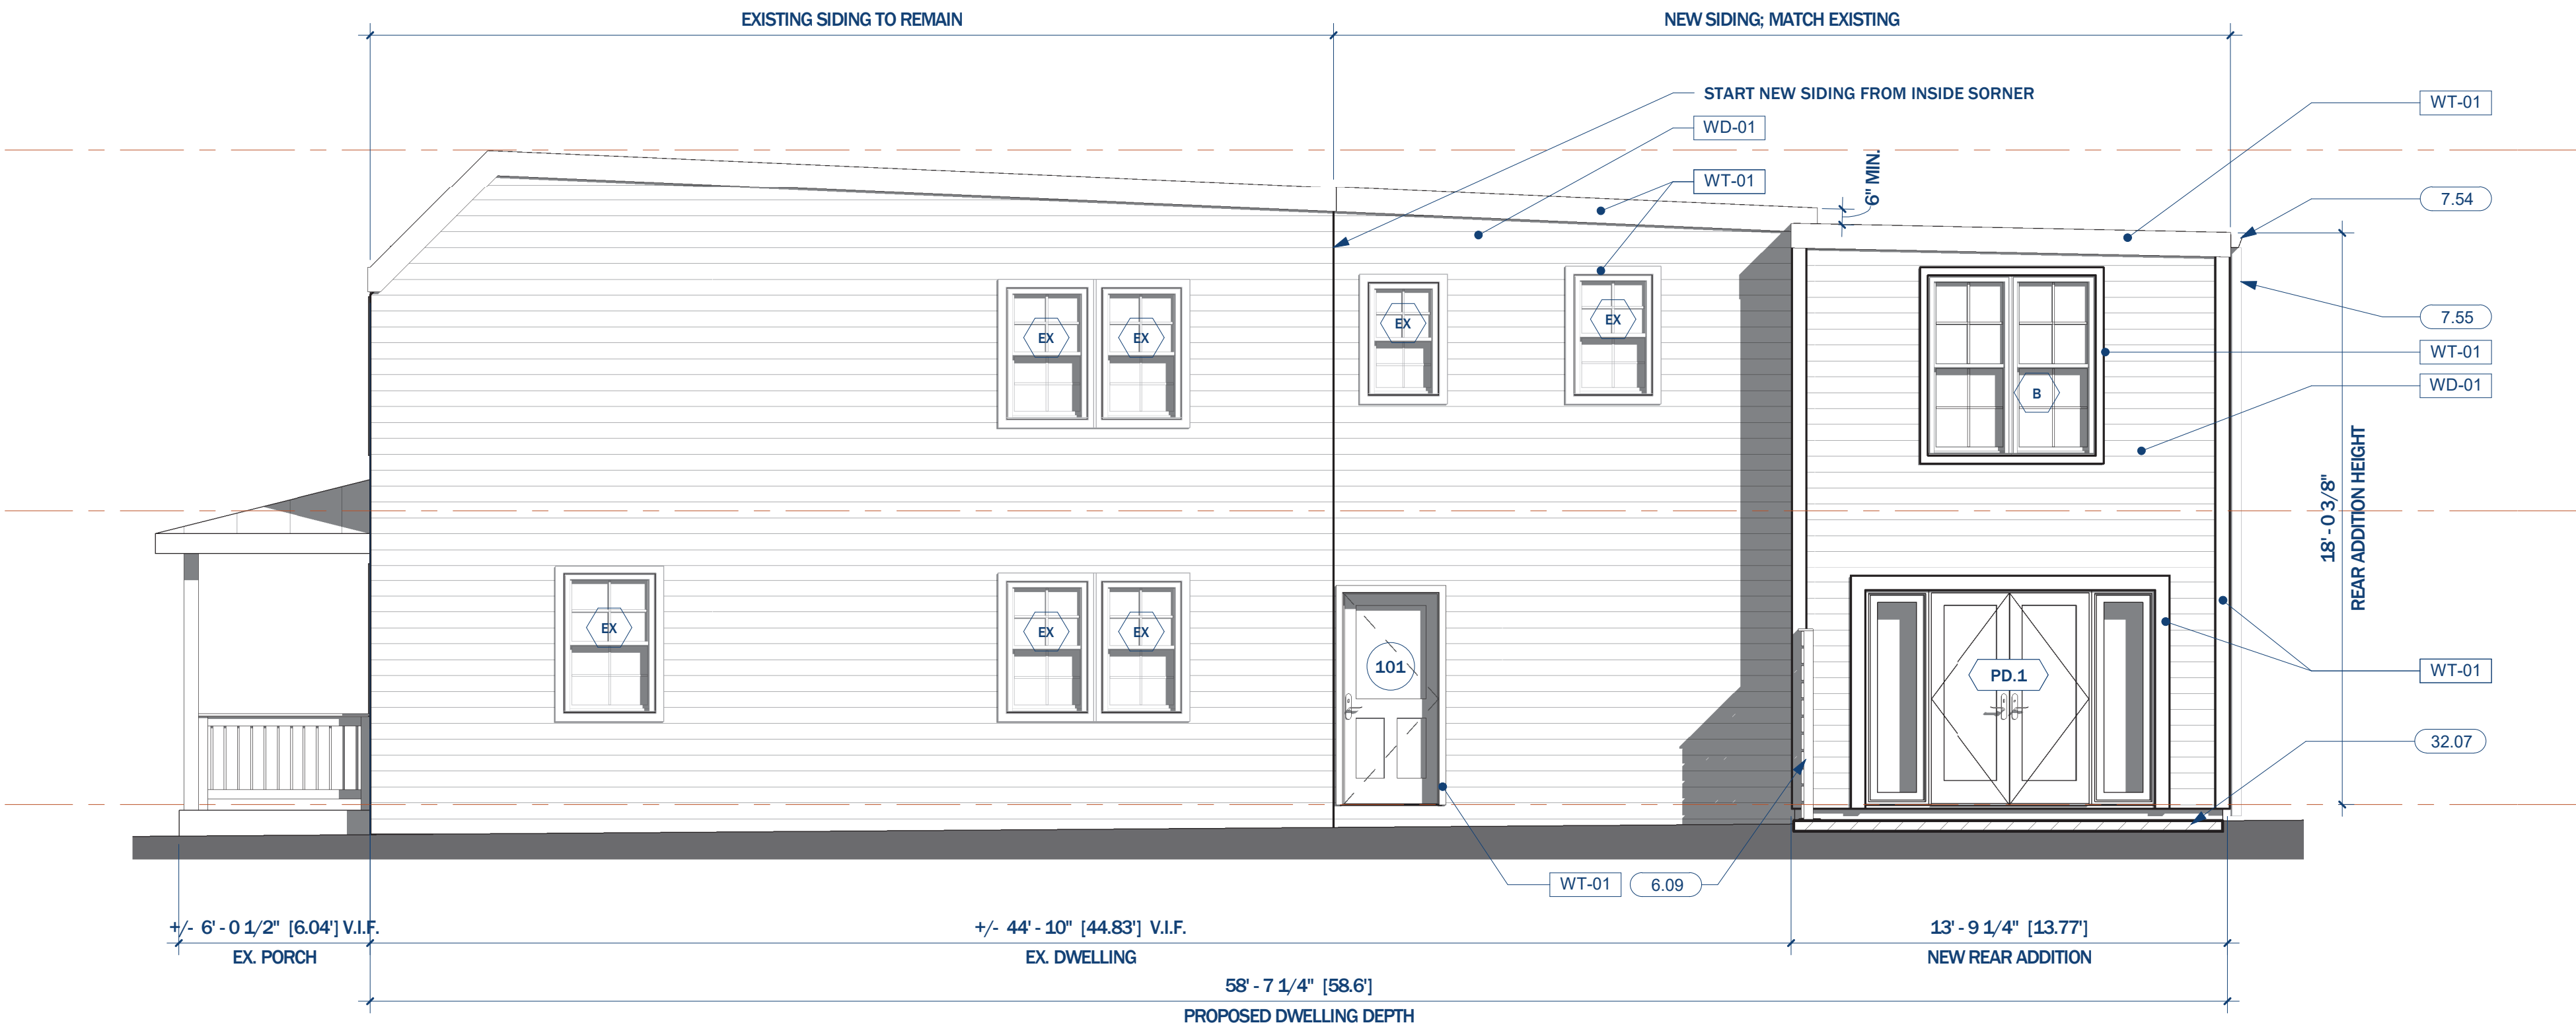 EXISTING SIDING TO REMAIN
NEW SIDING; MATCH EXISTING
START NEW SIDING FROM INSIDE SORNER
WT-01
WD-01
6" MIN.
WT-01
7.54
EX
EX
EX
EX
7.55
WT-01
WD-01
B
18' - 0 3/8"
REAR ADDITION HEIGHT
EX
EX
EX
101
PD.1
WT-01
32.07
WT-01
6.09
+/- 6' - 0 1/2" [6.04'] V.I.F.
+/- 44' - 10" [44.83'] V.I.F.
13' - 9 1/4" [13.77']
EX. PORCH
EX. DWELLING
NEW REAR ADDITION
58' - 7 1/4" [58.6']
PROPOSED DWELLING DEPTH